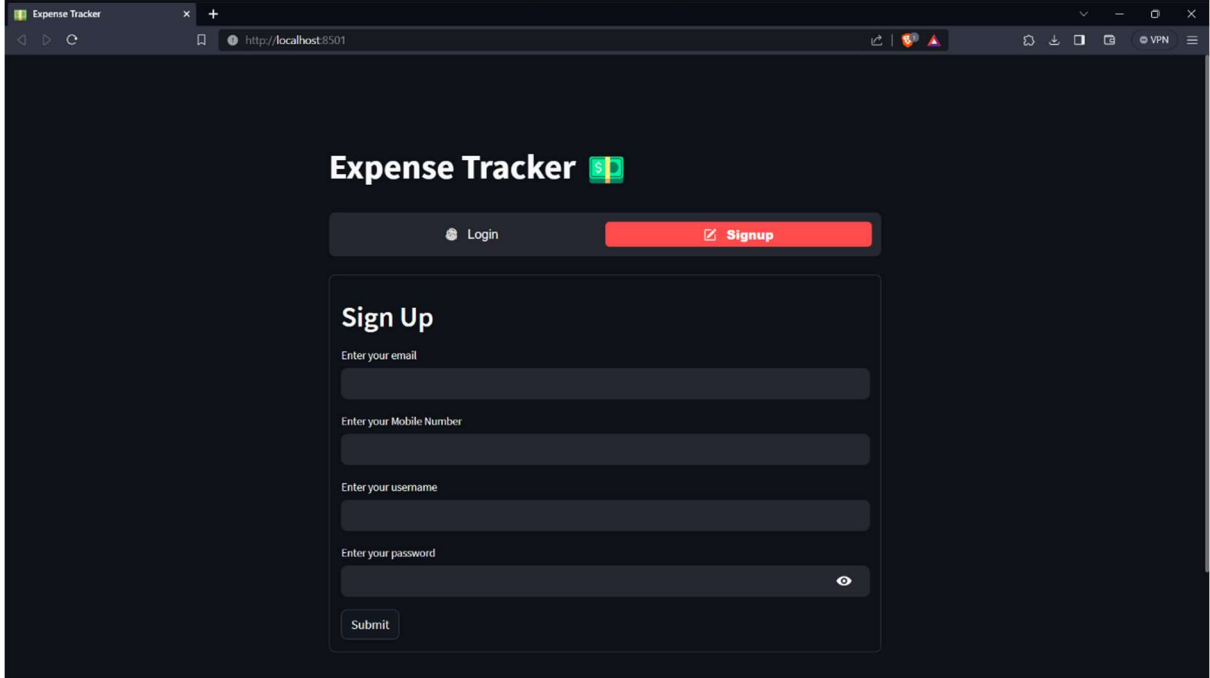 Expense Tracker
http://localhost:8501
VPN
Expense Tracker 💵
Login
Signup
Sign Up
Enter your email
Enter your Mobile Number
Enter your username
Enter your password
Submit